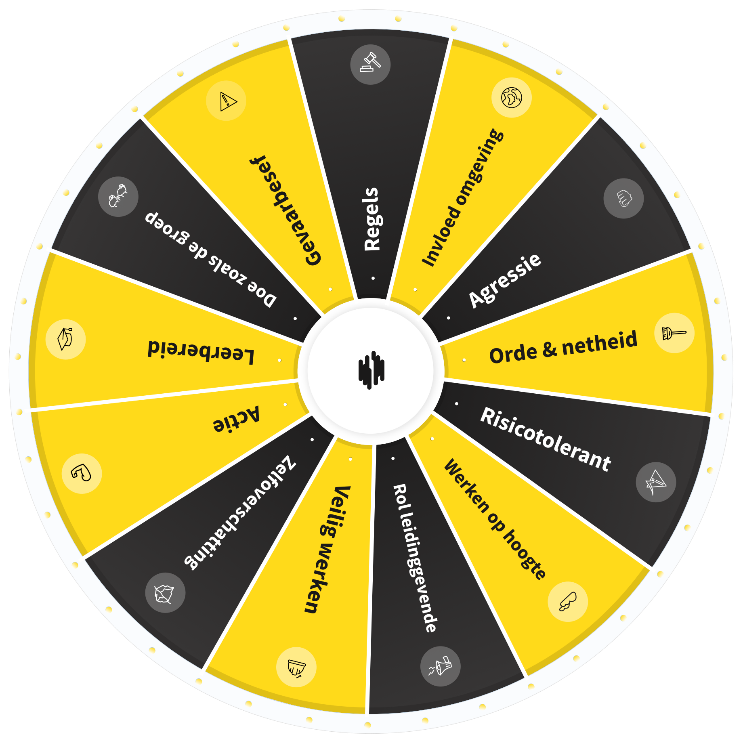 Regels
Invloed omgeving
Agressie
Orde & netheid
Risicotolerant
Werken op hoogte
Rol leidinggevende
Veilig werken
Zelfoverschatting
Actie
Leerbereid
Doe zoals de groep
Gevaarbesef